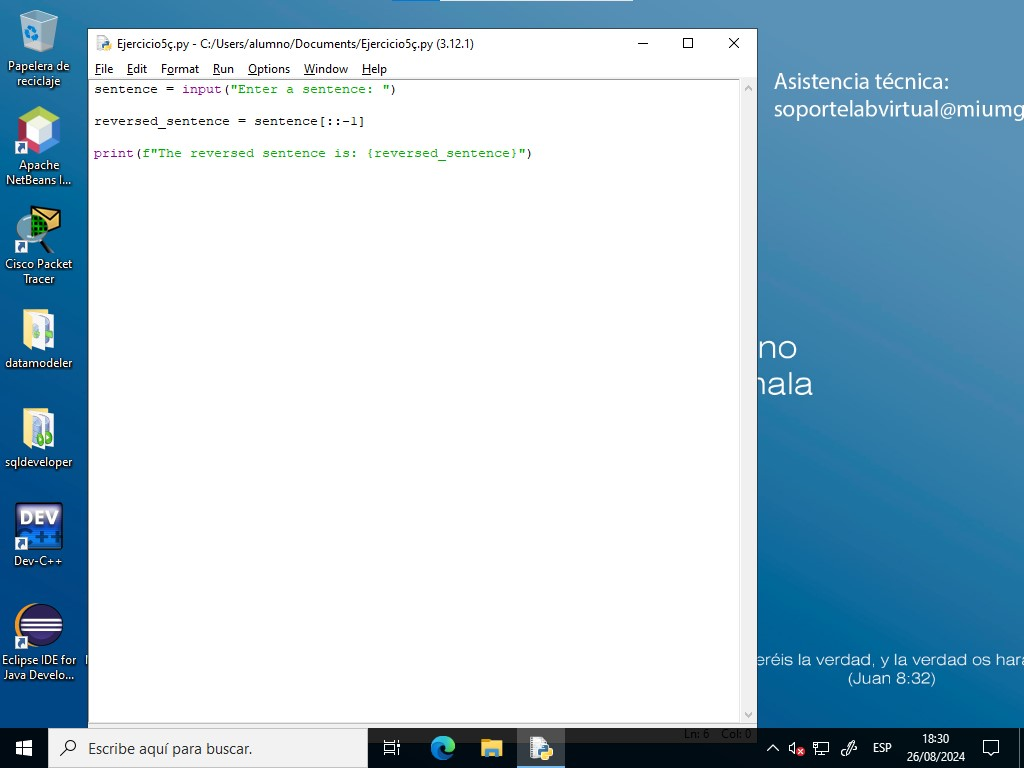 Papelera de
reciclaje
Apache
NetBeans I...
Cisco Packet
Tracer
datamodeler
sqldeveloper
DEV
C++
Dev-C++
Eclipse IDE for
Java Develo...
Ejercicio5ç.py - C:/Users/alumno/Documents/Ejercicio5ç.py (3.12.1)
File Edit Format Run Options Window Help
sentence = input("Enter a sentence: ")
reversed_sentence = sentence[::-1]
print(f"The reversed sentence is: {reversed_sentence}")
Ln: 6 Col: 0
Asistencia técnica:
soportelabvirtual@miumg
no
nala
eréis la verdad, y la verdad os hará
(Juan 8:32)
Escribe aquí para buscar.
ESP
18:30
26/08/2024